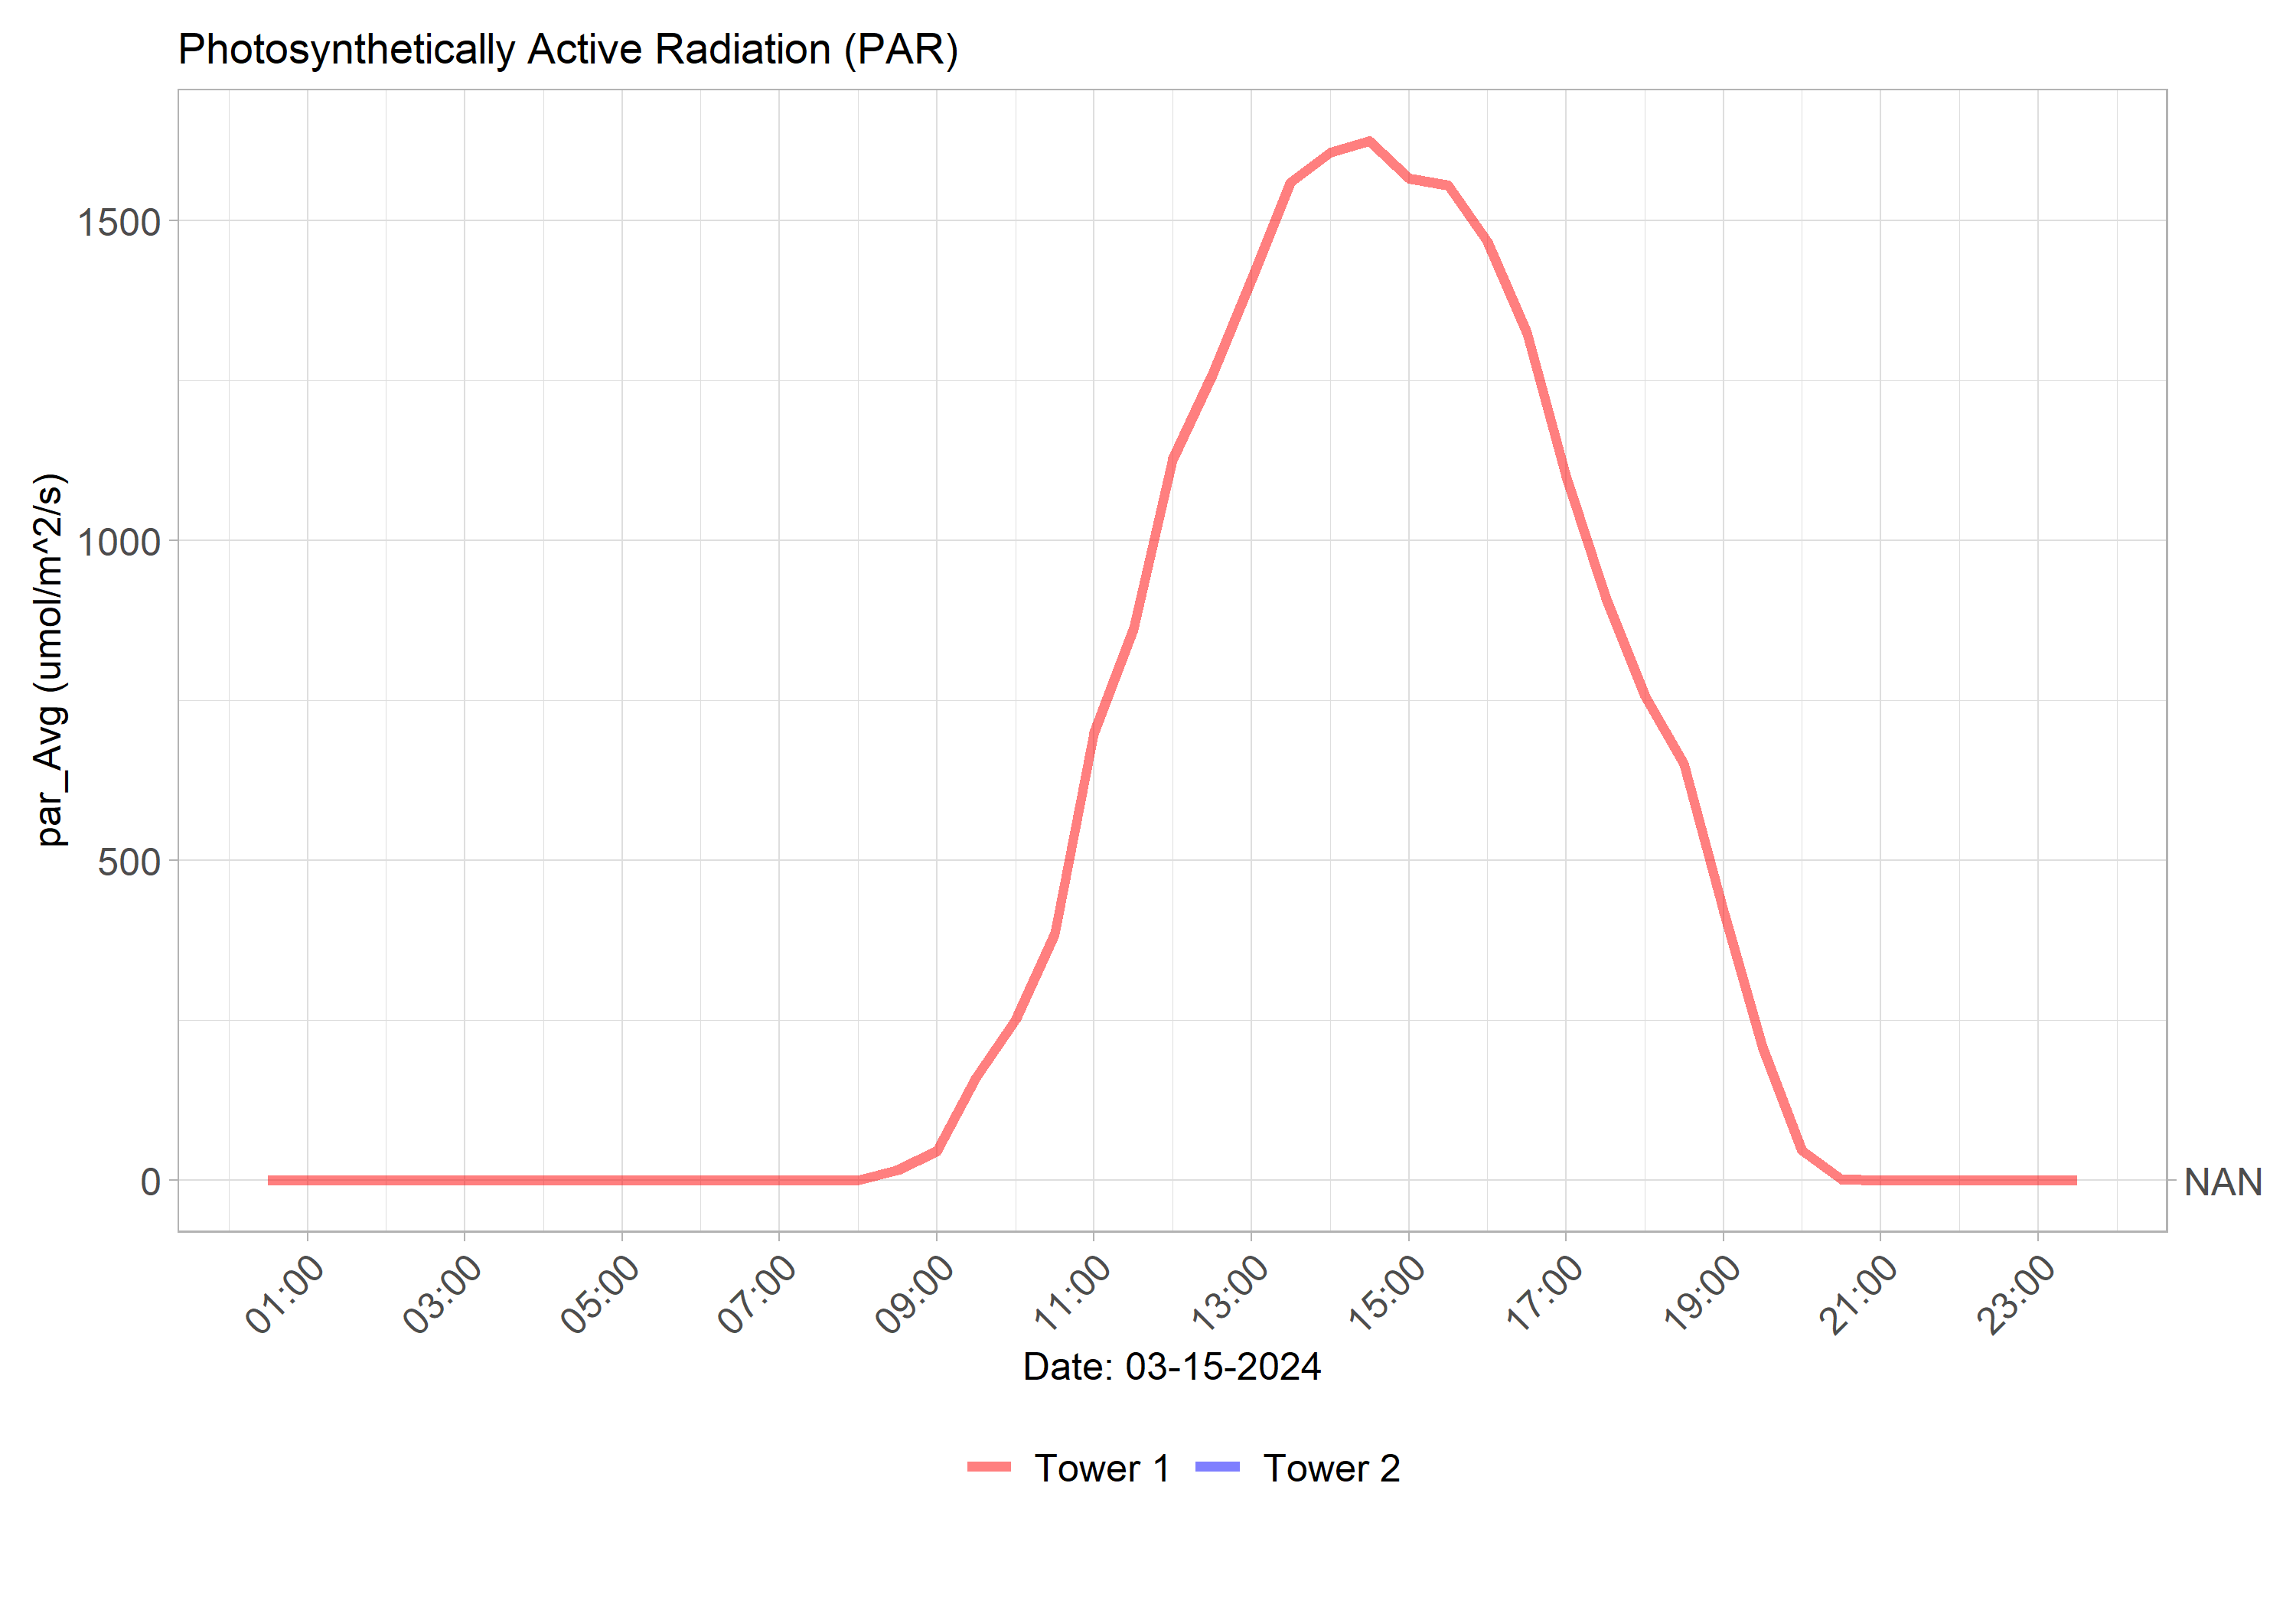 Photosynthetically Active Radiation (PAR)
par_Avg (umol/m^2/s)
1500
1000
500
0
NAN
01:00
03:00
05:00
07:00
09:00
11:00
13:00
15:00
17:00
19:00
21:00
23:00
Date: 03-15-2024
Tower 1
Tower 2